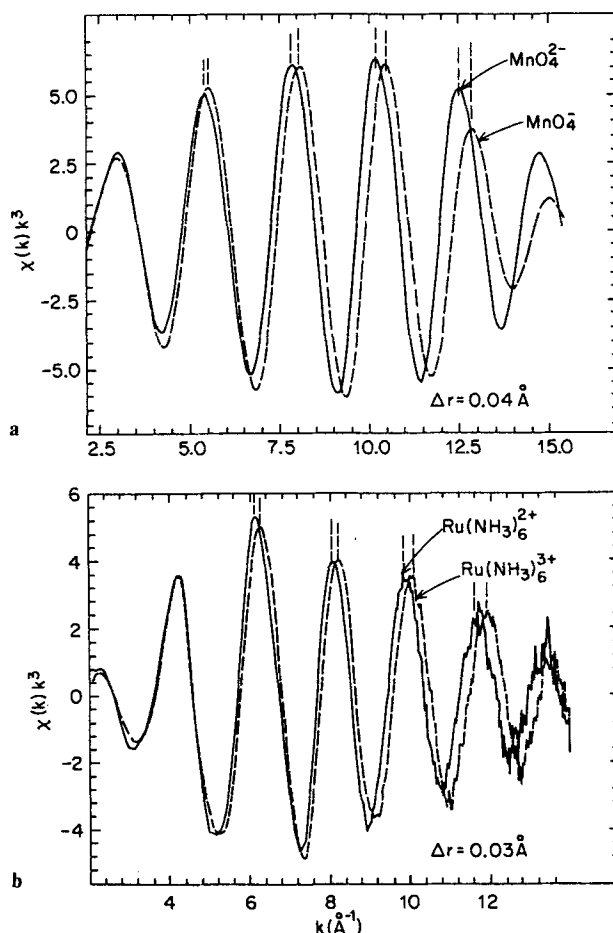 5.0
2.5
0
-2.5
-5.0
χ(k)k³
MnO₄²⁻
MnO₄⁻
Δr=0.04Å
a
2.5
5.0
7.5
10.0
12.5
15.0
6
4
2
0
-2
-4
χ(k)k³
Ru(NH₃)₆²⁺
Ru(NH₃)₆³⁺
Δr=0.03Å
b
4
6
8
10
12
k(Å⁻¹)